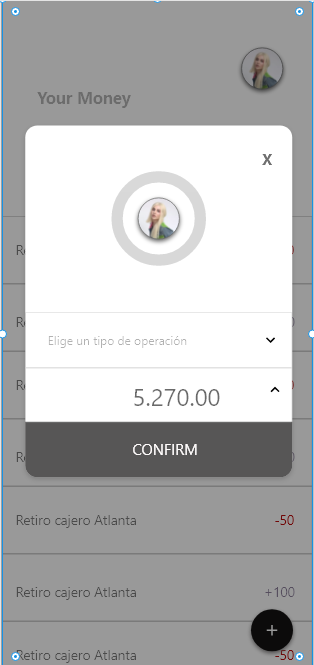 Your Money
X
Elige un tipo de operación
5.270.00
CONFIRM
Retiro cajero Atlanta -50
Retiro cajero Atlanta +100
Retiro cajero Atlanta -50
+